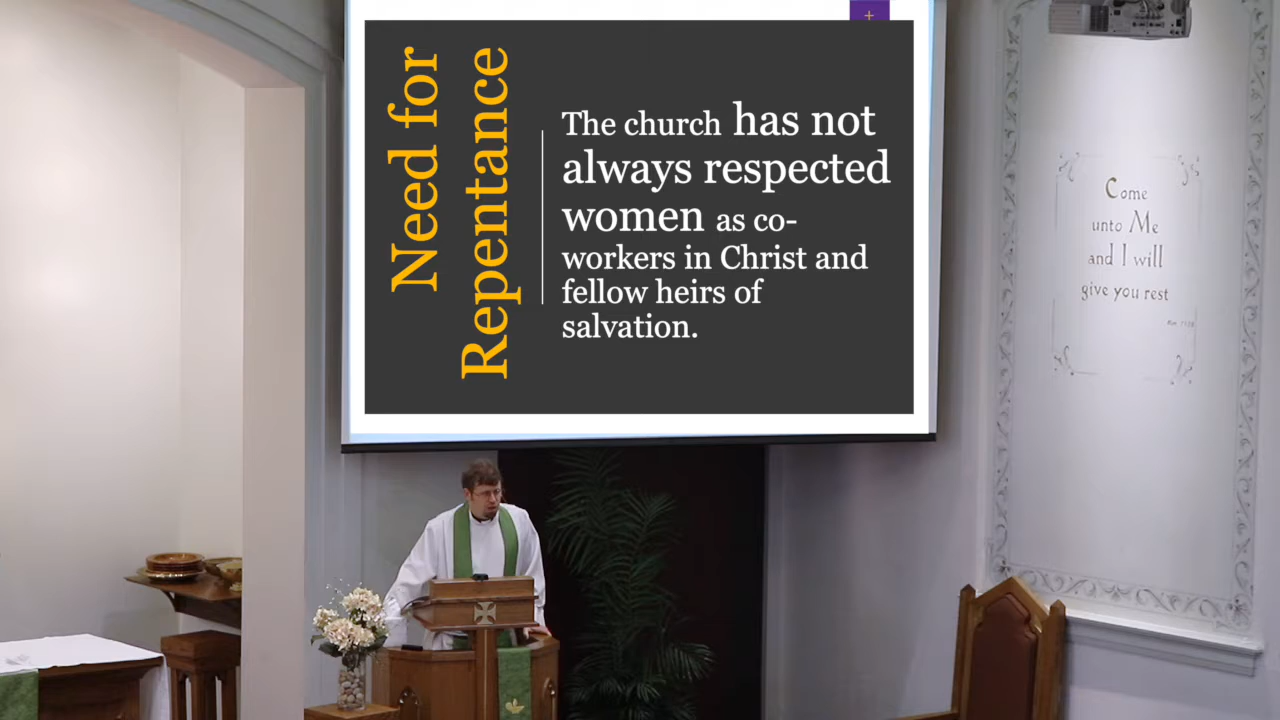 Need for
Repentance
The church has not
always respected
women as co-
workers in Christ and
fellow heirs of
salvation.
Come
unto Me
and I will
give you rest